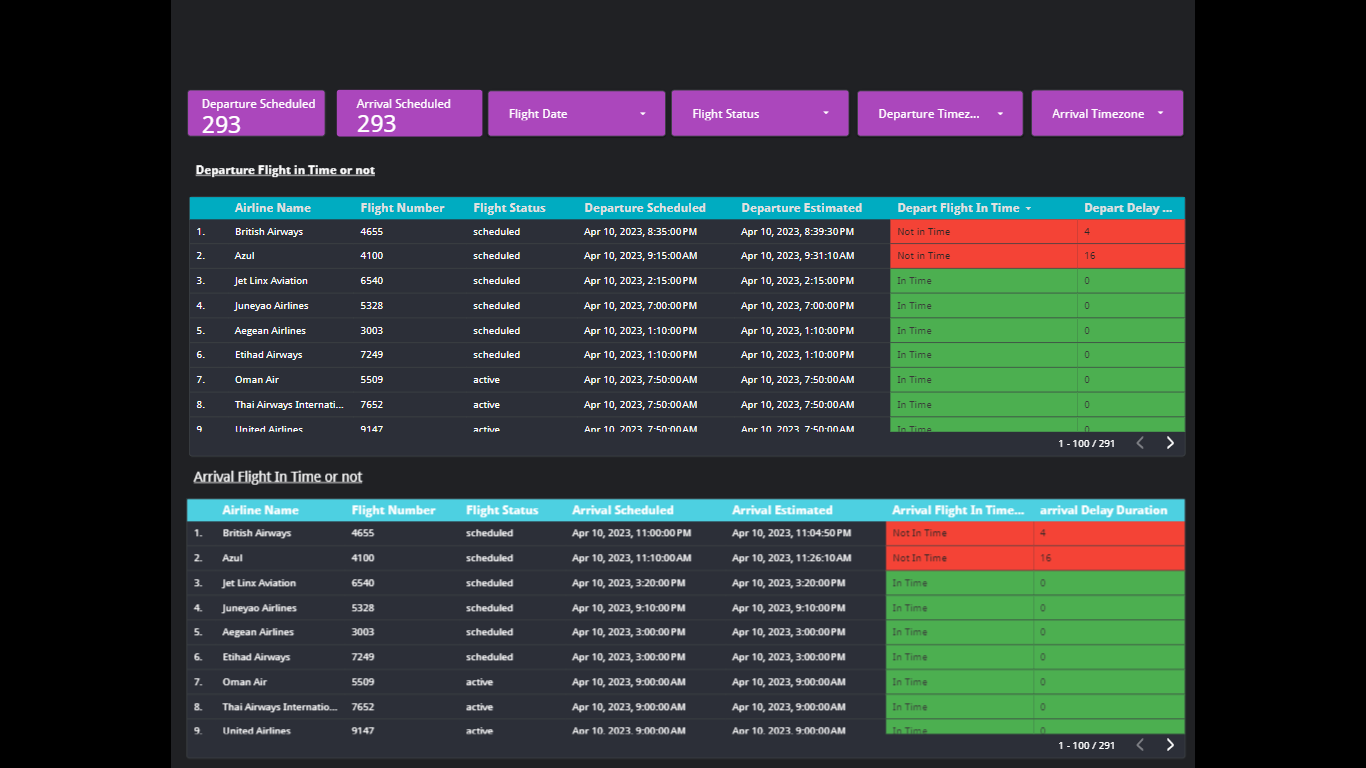 Departure Scheduled Arrival Scheduled
293 293 Flight Date Flight Status Departure Timez... Arrival Timezone
Departure Flight in Time or not
Airline Name Flight Number Flight Status Departure Scheduled Departure Estimated Depart Flight In Time Depart Delay ...
1. British Airways 4655 scheduled Apr 10, 2023, 8:35:00 PM Apr 10, 2023, 8:39:30 PM Not in Time 4
2. Azul 4100 scheduled Apr 10, 2023, 9:15:00 AM Apr 10, 2023, 9:31:10 AM Not in Time 16
3. Jet Linx Aviation 6540 scheduled Apr 10, 2023, 2:15:00 PM Apr 10, 2023, 2:15:00 PM In Time 0
4. Juneyao Airlines 5328 scheduled Apr 10, 2023, 7:00:00 PM Apr 10, 2023, 7:00:00 PM In Time 0
5. Aegean Airlines 3003 scheduled Apr 10, 2023, 1:10:00 PM Apr 10, 2023, 1:10:00 PM In Time 0
6. Etihad Airways 7249 scheduled Apr 10, 2023, 1:10:00 PM Apr 10, 2023, 1:10:00 PM In Time 0
7. Oman Air 5509 active Apr 10, 2023, 7:50:00 AM Apr 10, 2023, 7:50:00 AM In Time 0
8. Thai Airways Internati... 7652 active Apr 10, 2023, 7:50:00 AM Apr 10, 2023, 7:50:00 AM In Time 0
9. United Airlines 9147 active Apr 10, 2023, 7:50:00 AM Apr 10, 2023, 7:50:00 AM In Time 0
1 - 100 / 291
Arrival Flight In Time or not
Airline Name Flight Number Flight Status Arrival Scheduled Arrival Estimated Arrival Flight In Time... arrival Delay Duration
1. British Airways 4655 scheduled Apr 10, 2023, 11:00:00 PM Apr 10, 2023, 11:04:50 PM Not In Time 4
2. Azul 4100 scheduled Apr 10, 2023, 11:10:00 AM Apr 10, 2023, 11:26:10 AM Not In Time 16
3. Jet Linx Aviation 6540 scheduled Apr 10, 2023, 3:20:00 PM Apr 10, 2023, 3:20:00 PM In Time 0
4. Juneyao Airlines 5328 scheduled Apr 10, 2023, 9:10:00 PM Apr 10, 2023, 9:10:00 PM In Time 0
5. Aegean Airlines 3003 scheduled Apr 10, 2023, 3:00:00 PM Apr 10, 2023, 3:00:00 PM In Time 0
6. Etihad Airways 7249 scheduled Apr 10, 2023, 3:00:00 PM Apr 10, 2023, 3:00:00 PM In Time 0
7. Oman Air 5509 active Apr 10, 2023, 9:00:00 AM Apr 10, 2023, 9:00:00 AM In Time 0
8. Thai Airways Internatio... 7652 active Apr 10, 2023, 9:00:00 AM Apr 10, 2023, 9:00:00 AM In Time 0
9. United Airlines 9147 active Apr 10, 2023, 9:00:00 AM Apr 10, 2023, 9:00:00 AM In Time 0
1 - 100 / 291